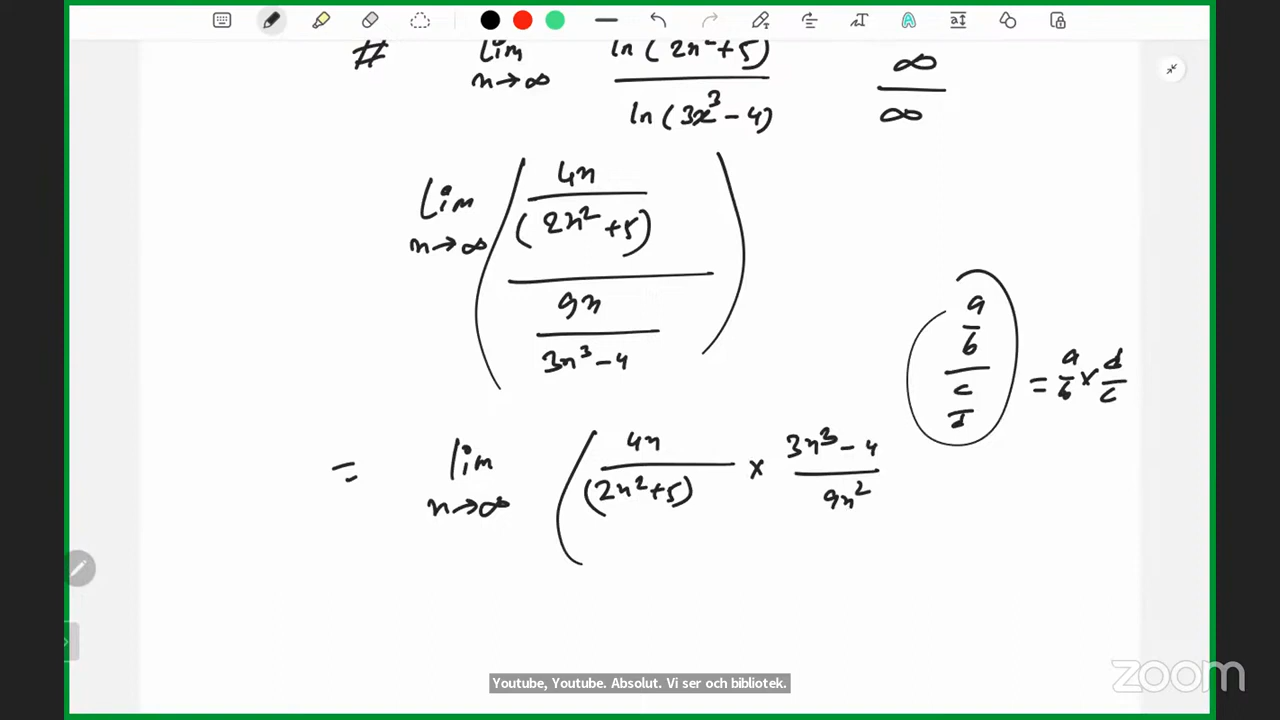 # lim n→∞ ln(2n²+5) / ln(3x³-4) ∞/∞
lim n→∞ ( (4n / (2n²+5)) / (9n / 3n³-4) )
(a/b) / (c/d) = a/b × d/c
= lim n→∞ ( 4n / (2n²+5) × 3n³-4 / 9n²
Youtube, Youtube. Absolut. Vi ser och bibliotek.
zoom